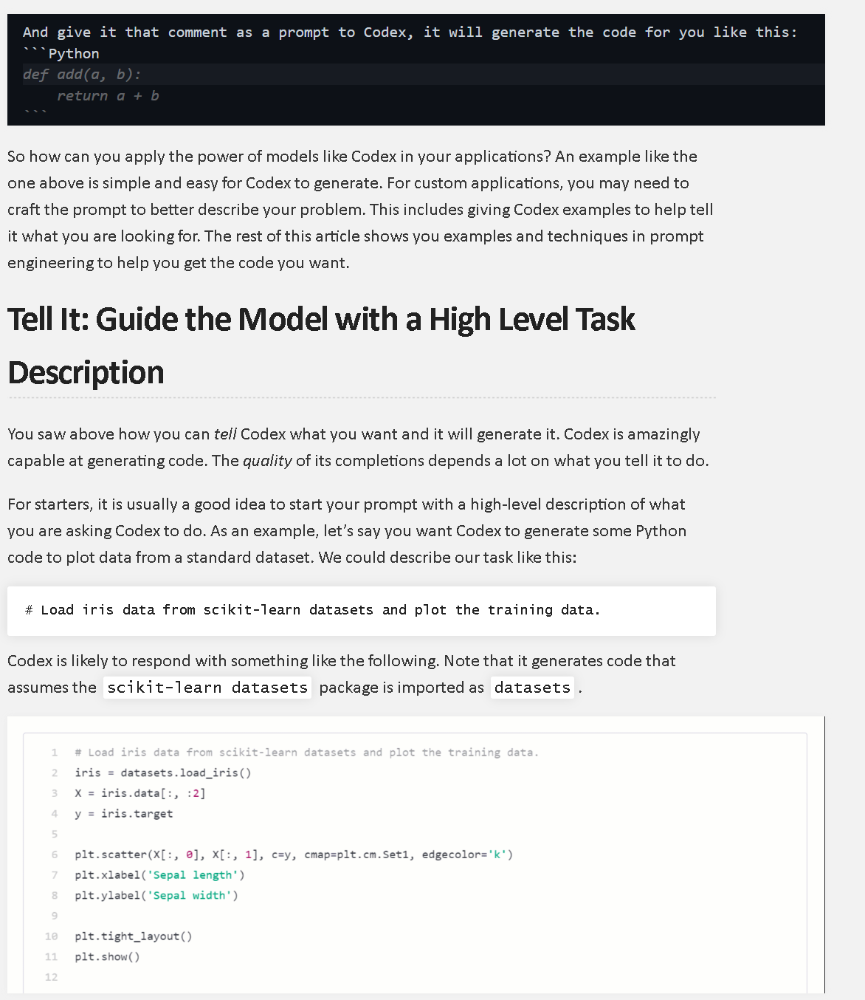 And give it that comment as a prompt to Codex, it will generate the code for you like this:
```Python
def add(a, b):
    return a + b
```
So how can you apply the power of models like Codex in your applications? An example like the
one above is simple and easy for Codex to generate. For custom applications, you may need to
craft the prompt to better describe your problem. This includes giving Codex examples to help tell
it what you are looking for. The rest of this article shows you examples and techniques in prompt
engineering to help you get the code you want.
Tell It: Guide the Model with a High Level Task
Description
You saw above how you can tell Codex what you want and it will generate it. Codex is amazingly
capable at generating code. The quality of its completions depends a lot on what you tell it to do.
For starters, it is usually a good idea to start your prompt with a high-level description of what
you are asking Codex to do. As an example, let’s say you want Codex to generate some Python
code to plot data from a standard dataset. We could describe our task like this:
# Load iris data from scikit-learn datasets and plot the training data.
Codex is likely to respond with something like the following. Note that it generates code that
assumes the scikit-learn datasets package is imported as datasets .
1 # Load iris data from scikit-learn datasets and plot the training data.
2 iris = datasets.load_iris()
3 X = iris.data[:, :2]
4 y = iris.target
5
6 plt.scatter(X[:, 0], X[:, 1], c=y, cmap=plt.cm.Set1, edgecolor='k')
7 plt.xlabel('Sepal length')
8 plt.ylabel('Sepal width')
9
10 plt.tight_layout()
11 plt.show()
12